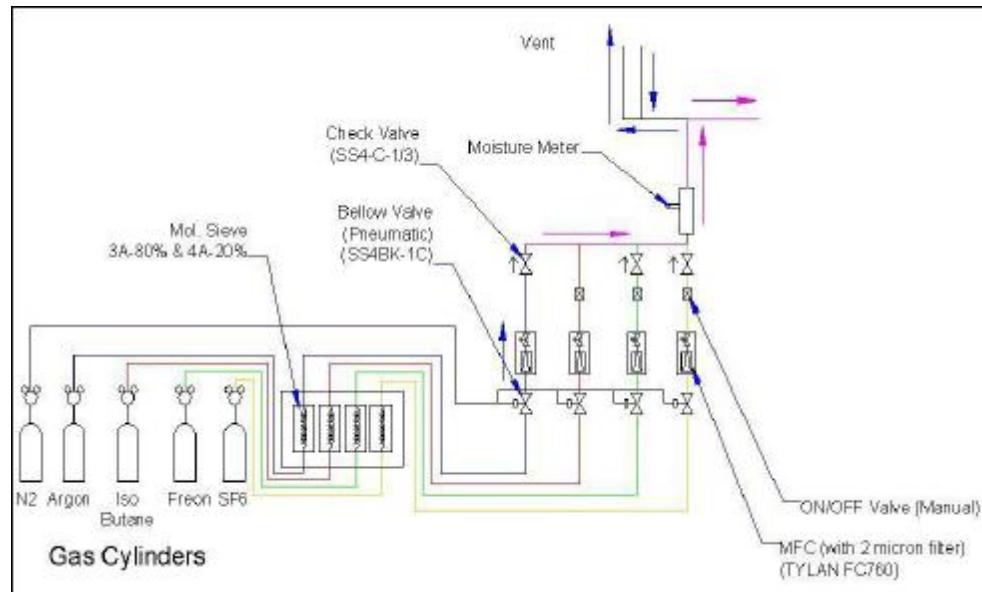 Vent
Check Valve
(SS4-C-1/3)
Moisture Meter
Bellow Valve
(Pneumatic)
(SS4BK-1C)
Mol. Sieve
3A-80% & 4A-20%
N2 Argon Iso Freon SF6
Butane
Gas Cylinders
ON/OFF Valve (Manual)
MFC (with 2 micron filter)
(TYLAN FC760)